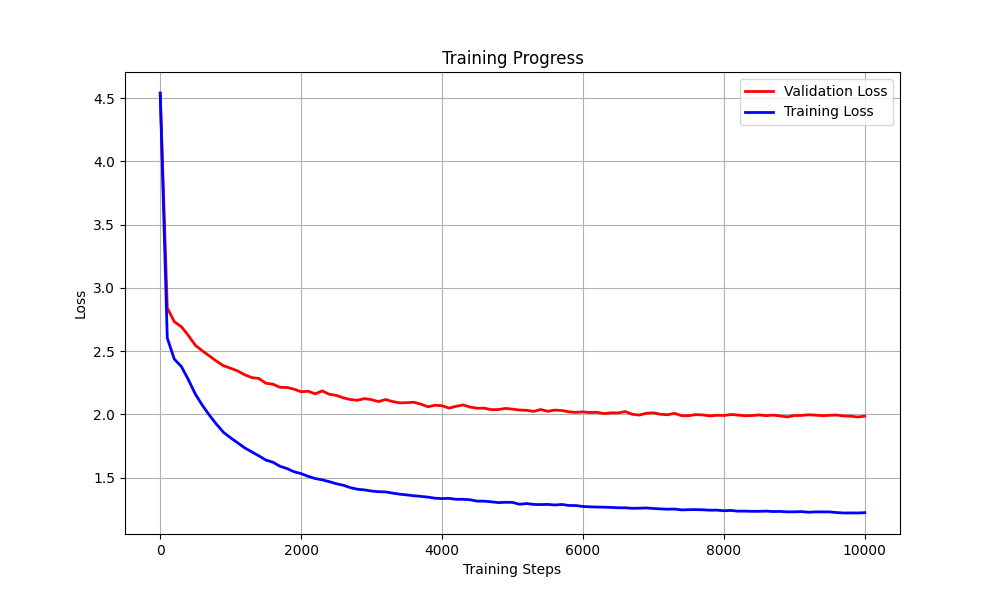 Training Progress
Validation Loss
Training Loss
4.5
4.0
3.5
3.0
2.5
2.0
1.5
Loss
0
2000
4000
6000
8000
10000
Training Steps